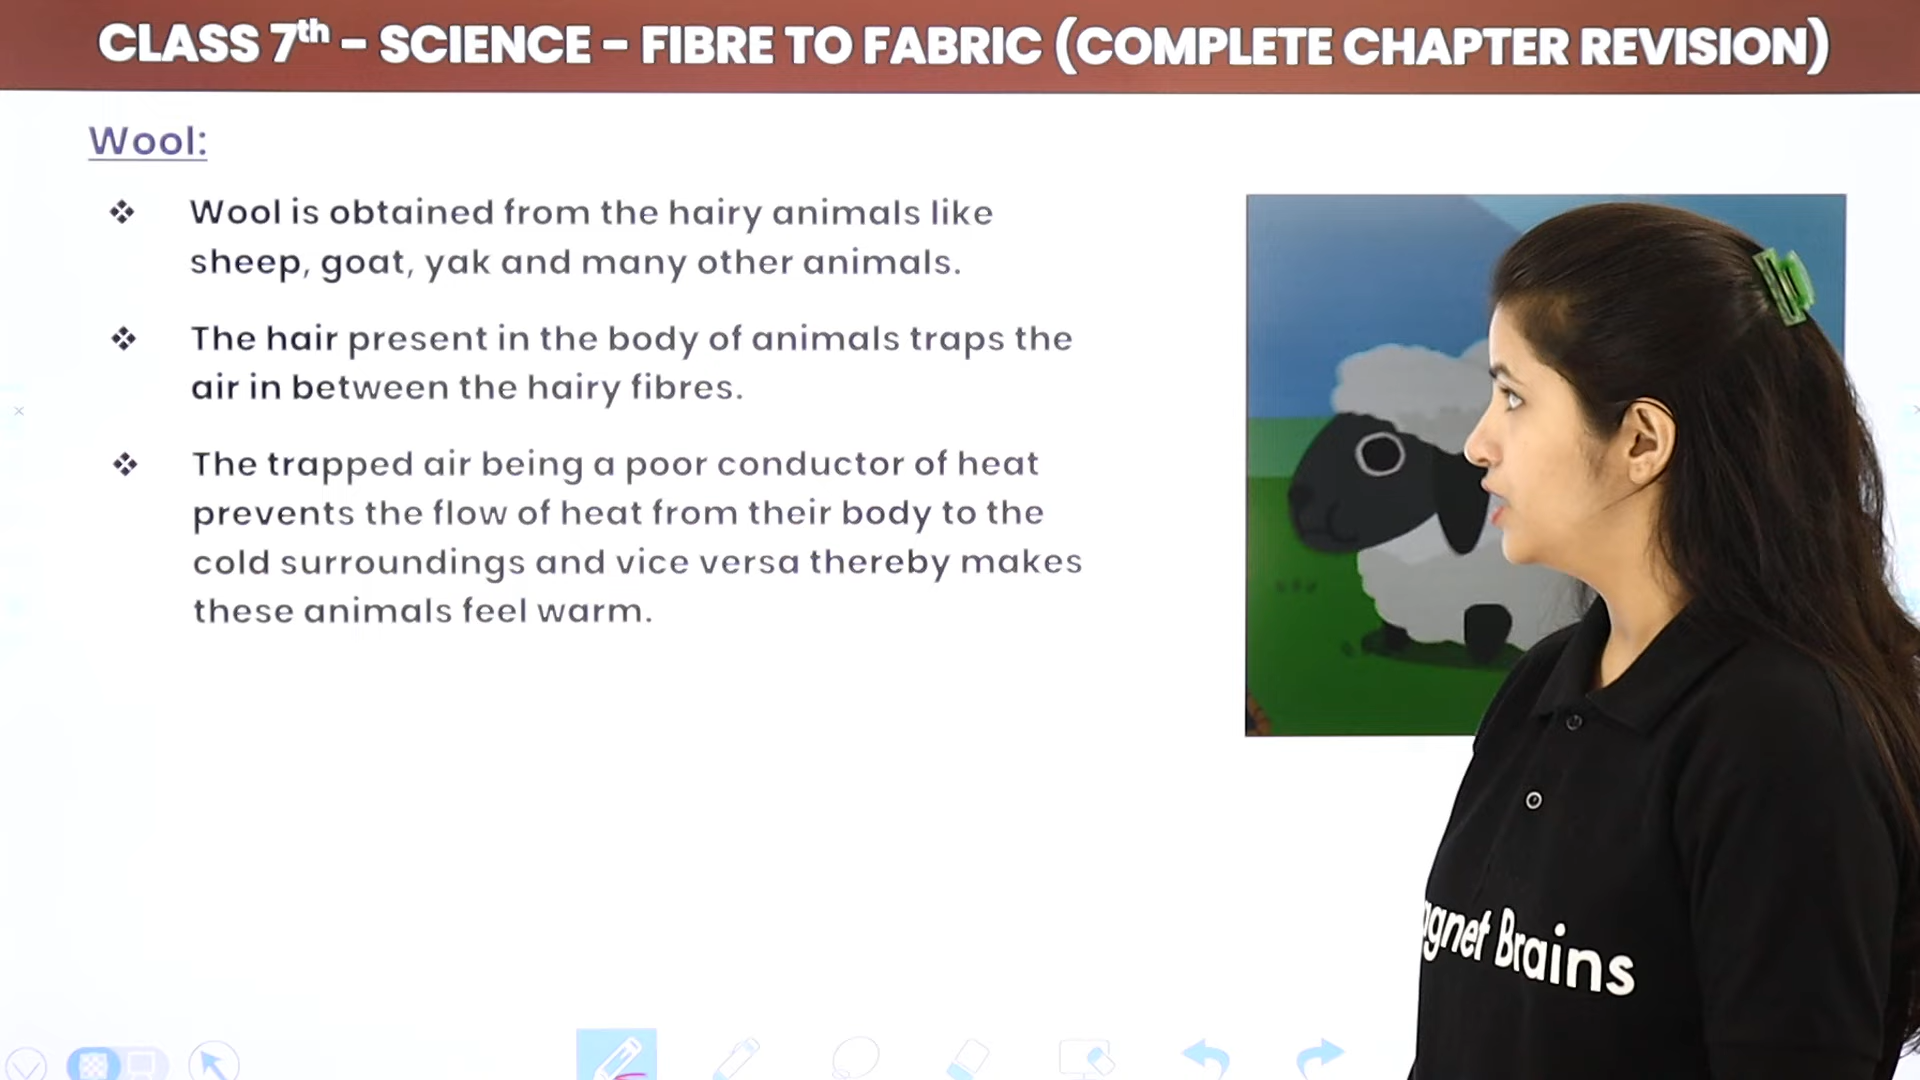 CLASS 7th - SCIENCE - FIBRE TO FABRIC (COMPLETE CHAPTER REVISION)
Wool:
❖ Wool is obtained from the hairy animals like
sheep, goat, yak and many other animals.
❖ The hair present in the body of animals traps the
air in between the hairy fibres.
❖ The trapped air being a poor conductor of heat
prevents the flow of heat from their body to the
cold surroundings and vice versa thereby makes
these animals feel warm.
Brains